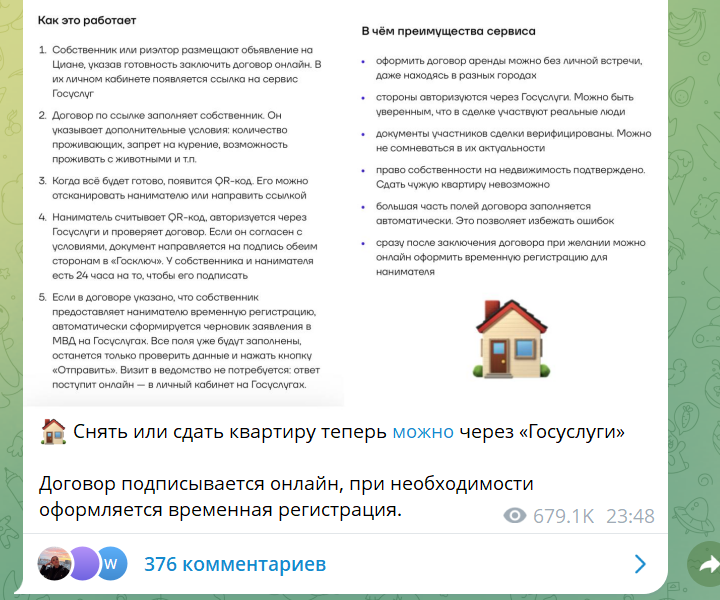 Как это работает
1. Собственник или риэлтор размещают объявление на
Циане, указав готовность заключить договор онлайн. В
их личном кабинете появляется ссылка на сервис
Госуслуг
2. Договор по ссылке заполняет собственник. Он
указывает дополнительные условия: количество
проживающих, запрет на курение, возможность
проживать с животными и т.п.
3. Когда всё будет готово, появится QR-код. Его можно
отсканировать нанимателю или направить ссылкой
4. Наниматель считывает QR-код, авторизуется через
Госуслуги и проверяет договор. Если он согласен с
условиями, документ направляется на подпись обеим
сторонам в «Госключ». У собственника и нанимателя
есть 24 часа на то, чтобы его подписать
5. Если в договоре указано, что собственник
предоставляет нанимателю временную регистрацию,
автоматически сформируется черновик заявления в
МВД на Госуслугах. Все поля уже будут заполнены,
останется только проверить данные и нажать кнопку
«Отправить». Визит в ведомство не потребуется: ответ
поступит онлайн — в личный кабинет на Госуслугах.
В чём преимущества сервиса
• оформить договор аренды можно без личной встречи,
даже находясь в разных городах
• стороны авторизуются через Госуслуги. Можно быть
уверенным, что в сделке участвуют реальные люди
• документы участников сделки верифицированы. Можно
не сомневаться в их актуальности
• право собственности на недвижимость подтверждено.
Сдать чужую квартиру невозможно
• большая часть полей договора заполняется
автоматически. Это позволяет избежать ошибок
• сразу после заключения договора при желании можно
онлайн оформить временную регистрацию для
нанимателя
Снять или сдать квартиру теперь можно через «Госуслуги»
Договор подписывается онлайн, при необходимости
оформляется временная регистрация.
679.1K 23:48
W
376 комментариев